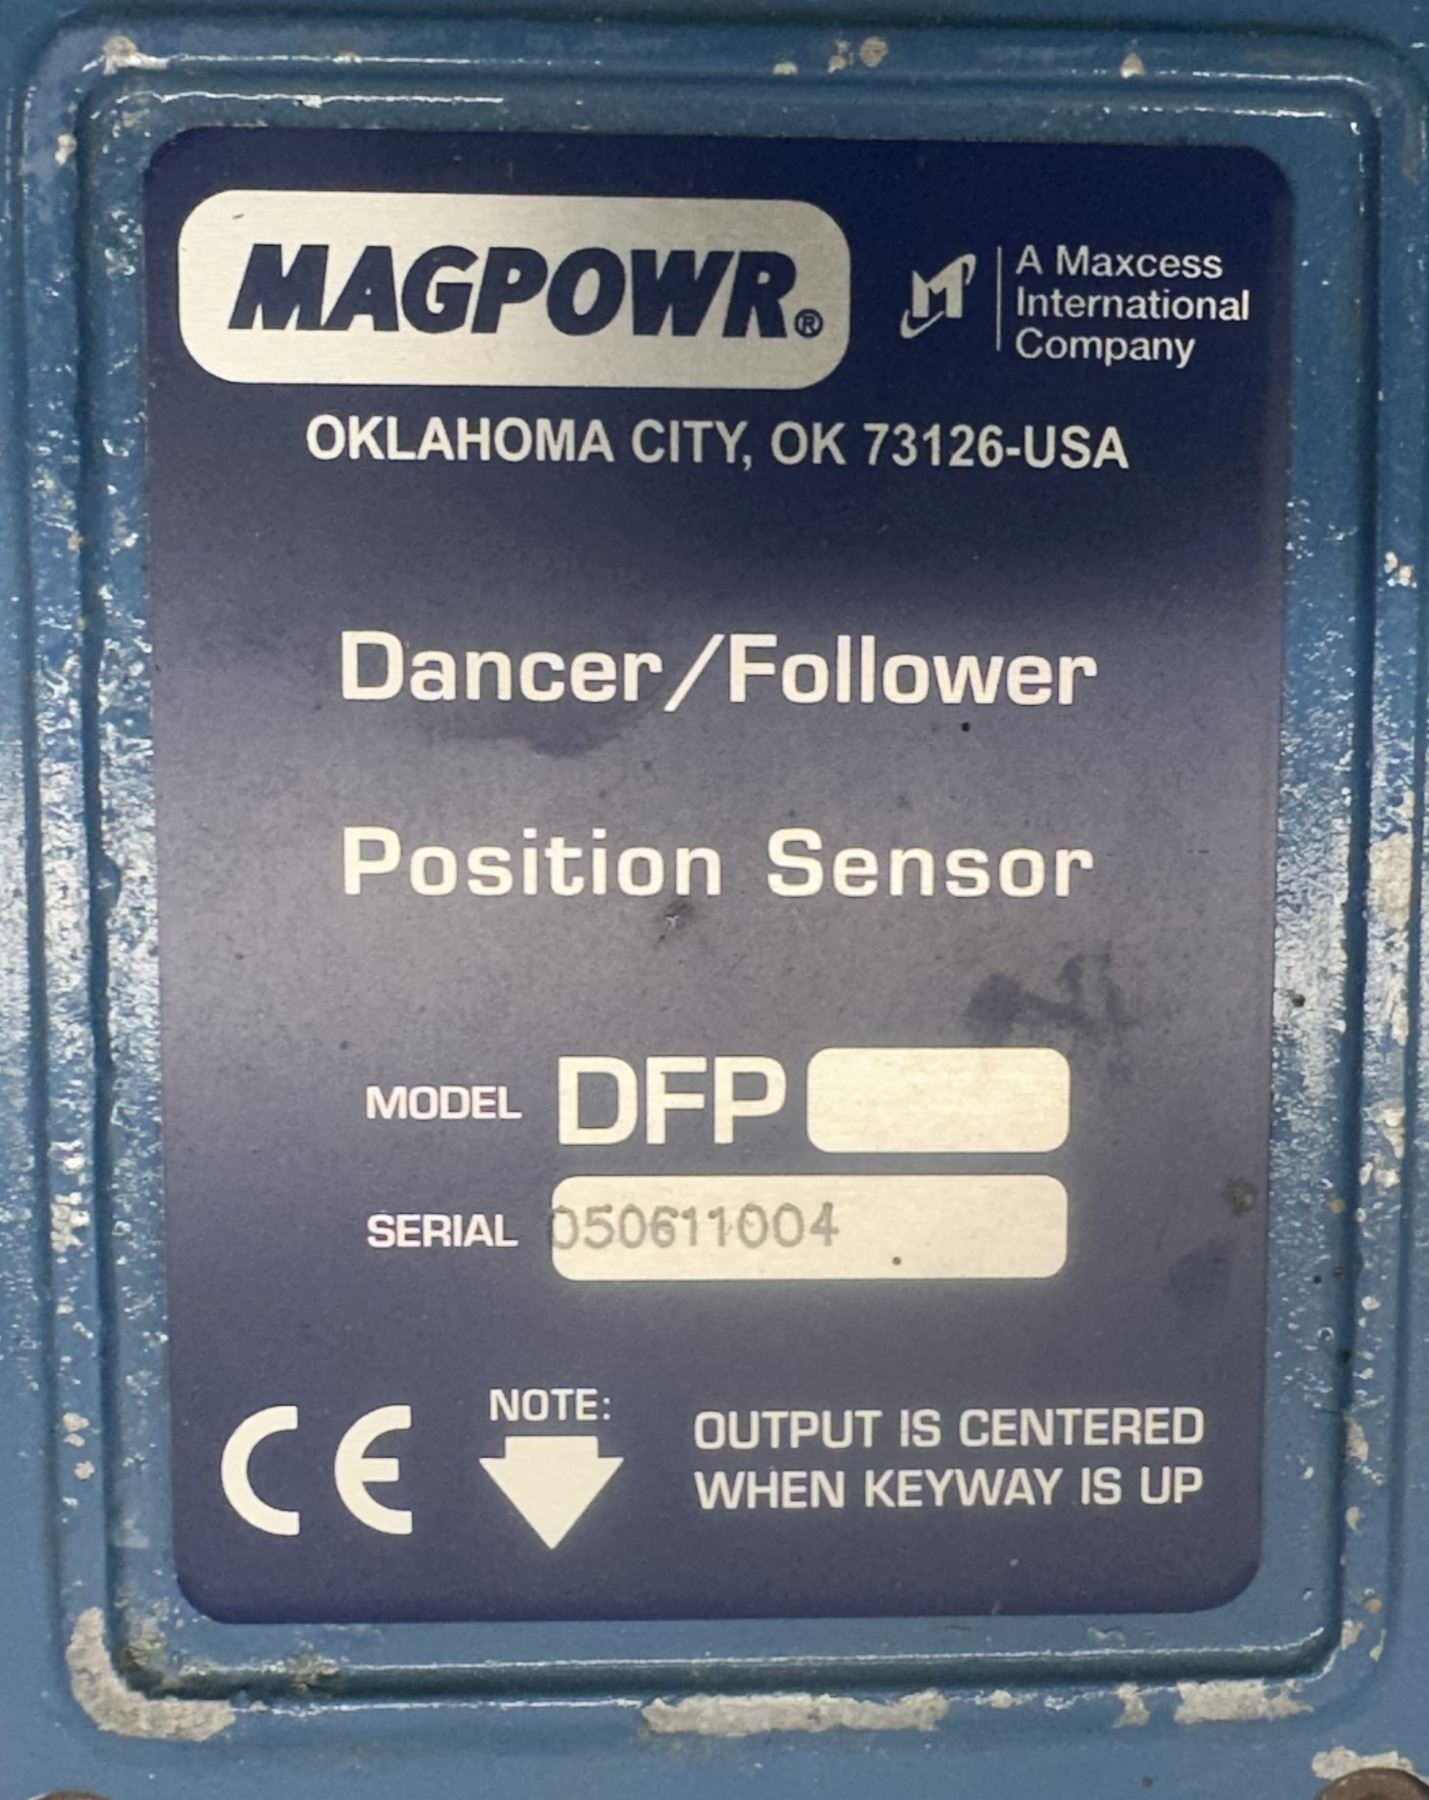 MAGPOWR®
A Maxcess
International
Company
OKLAHOMA CITY, OK 73126-USA
Dancer/Follower
Position Sensor
MODEL DFP
SERIAL 050611004
CE
NOTE:
OUTPUT IS CENTERED
WHEN KEYWAY IS UP